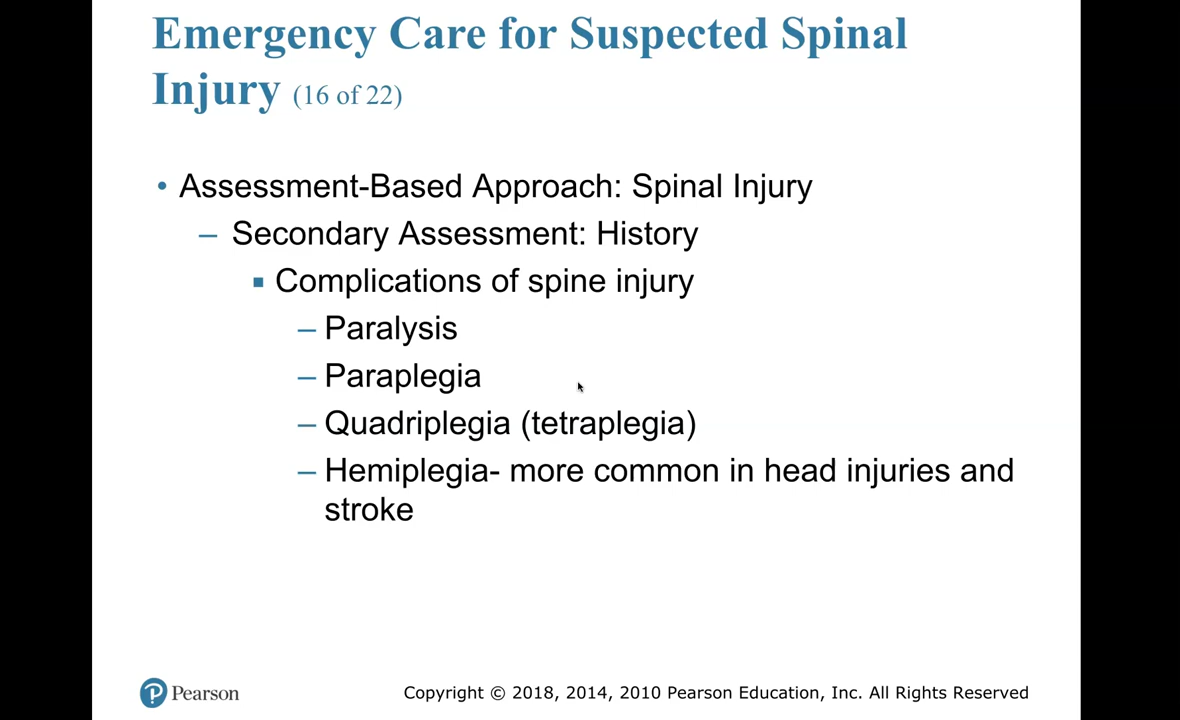 Emergency Care for Suspected Spinal
Injury (16 of 22)
• Assessment-Based Approach: Spinal Injury
– Secondary Assessment: History
▪ Complications of spine injury
– Paralysis
– Paraplegia
– Quadriplegia (tetraplegia)
– Hemiplegia- more common in head injuries and
stroke
P Pearson
Copyright © 2018, 2014, 2010 Pearson Education, Inc. All Rights Reserved